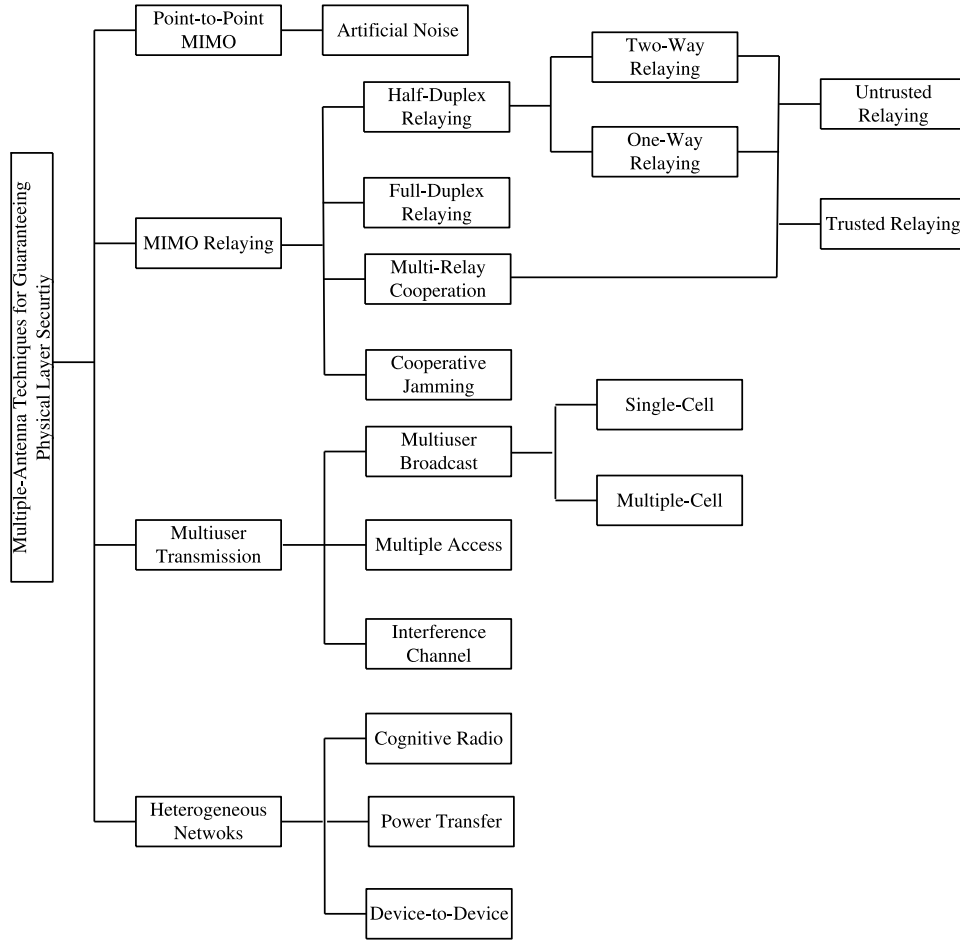 Multiple-Antenna Techniques for Guaranteeing
Physical Layer Securtiy
Point-to-Point
MIMO
Artificial Noise
MIMO Relaying
Half-Duplex
Relaying
Two-Way
Relaying
One-Way
Relaying
Untrusted
Relaying
Trusted Relaying
Full-Duplex
Relaying
Multi-Relay
Cooperation
Cooperative
Jamming
Multiuser
Transmission
Multiuser
Broadcast
Single-Cell
Multiple-Cell
Multiple Access
Interference
Channel
Heterogeneous
Netwoks
Cognitive Radio
Power Transfer
Device-to-Device